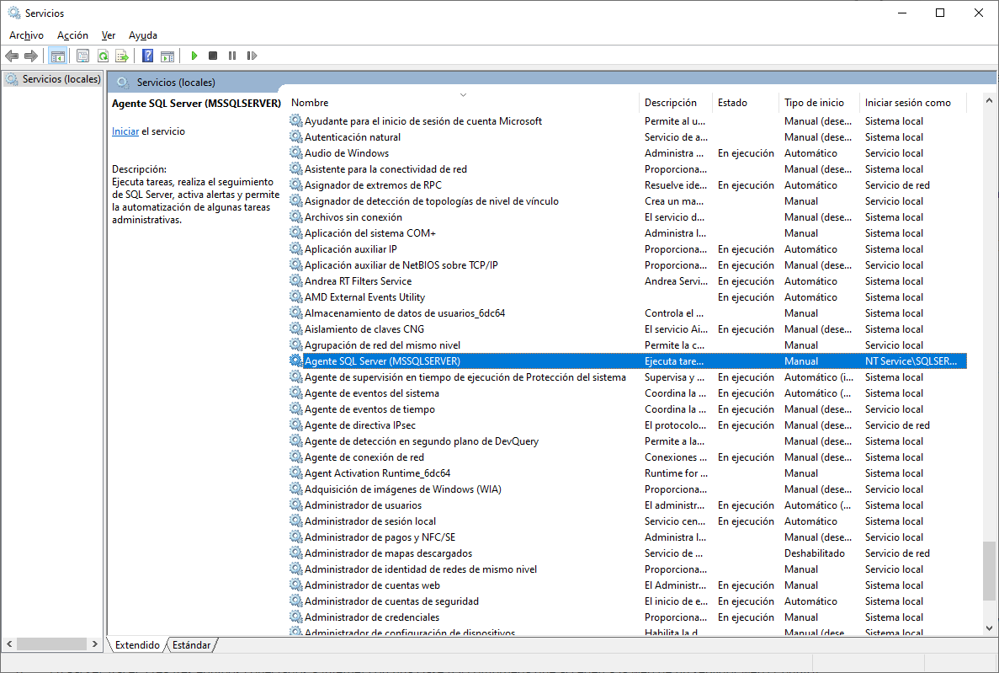 Servicios
Archivo Acción Ver Ayuda
Servicios (locales)
Servicios (locales)
Agente SQL Server (MSSQLSERVER)
Iniciar el servicio
Descripción:
Ejecuta tareas, realiza el seguimiento
de SQL Server, activa alertas y permite
la automatización de algunas tareas
administrativas.
Nombre Descripción Estado Tipo de inicio Iniciar sesión como
Ayudante para el inicio de sesión de cuenta Microsoft Permite al u... Manual (dese... Sistema local
Autenticación natural Servicio de a... Manual (dese... Sistema local
Audio de Windows Administra ... En ejecución Automático Servicio local
Asistente para la conectividad de red Proporciona... Manual (dese... Sistema local
Asignador de extremos de RPC Resuelve ide... En ejecución Automático Servicio de red
Asignador de detección de topologías de nivel de vínculo Crea un ma... Manual Servicio local
Archivos sin conexión El servicio d... Manual (dese... Sistema local
Aplicación del sistema COM+ Administra l... Manual Sistema local
Aplicación auxiliar IP Proporciona... En ejecución Automático Sistema local
Aplicación auxiliar de NetBIOS sobre TCP/IP Proporciona... En ejecución Manual (dese... Servicio local
Andrea RT Filters Service Andrea Servi... En ejecución Automático Sistema local
AMD External Events Utility En ejecución Automático Sistema local
Almacenamiento de datos de usuarios_6dc64 Controla el ... Manual Sistema local
Aislamiento de claves CNG El servicio Ai... En ejecución Manual (dese... Sistema local
Agrupación de red del mismo nivel Permite la c... Manual Servicio local
Agente SQL Server (MSSQLSERVER) Ejecuta tare... Manual NT Service\SQLSER...
Agente de supervisión en tiempo de ejecución de Protección del sistema Supervisa y ... En ejecución Automático (i... Sistema local
Agente de eventos del sistema Coordina la ... En ejecución Automático (... Sistema local
Agente de eventos de tiempo Coordina la ... En ejecución Manual (dese... Servicio local
Agente de directiva IPsec El protocolo... En ejecución Manual (dese... Servicio de red
Agente de detección en segundo plano de DevQuery Permite a la... Manual (dese... Sistema local
Agente de conexión de red Conexiones ... En ejecución Manual (dese... Sistema local
Agent Activation Runtime_6dc64 Runtime for ... Manual Sistema local
Adquisición de imágenes de Windows (WIA) Proporciona... Manual (dese... Servicio local
Administrador de usuarios El administr... En ejecución Automático (... Sistema local
Administrador de sesión local Servicio cen... En ejecución Automático Sistema local
Administrador de pagos y NFC/SE Administra l... Manual (dese... Servicio local
Administrador de mapas descargados Servicio de ... Deshabilitado Servicio de red
Administrador de identidad de redes de mismo nivel Proporciona... Manual Servicio local
Administrador de cuentas web El Administr... En ejecución Manual Sistema local
Administrador de cuentas de seguridad El inicio de e... En ejecución Automático Sistema local
Administrador de credenciales Proporciona... En ejecución Manual Sistema local
Administrador de configuración de dispositivos Habilita la d... Manual (dese... Sistema local
Extendido Estándar